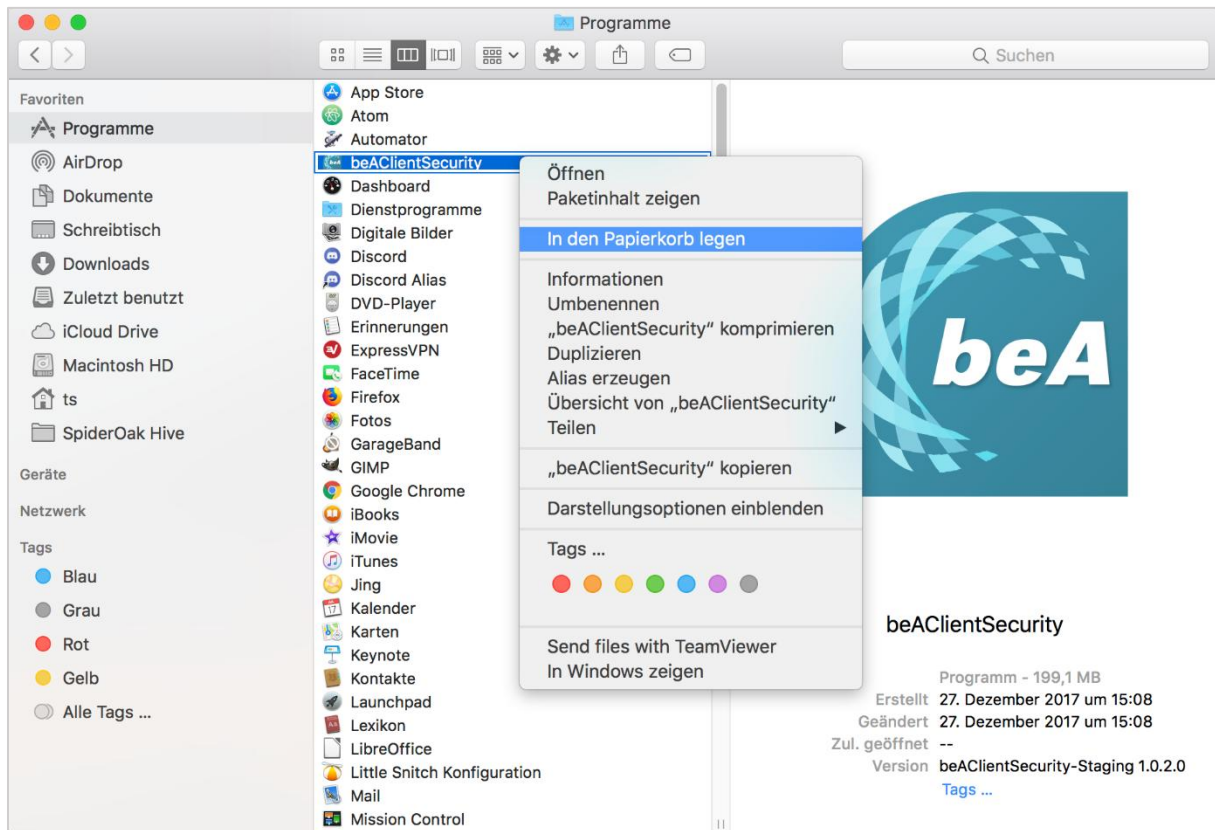 Programme
Suchen
Favoriten
Programme
AirDrop
Dokumente
Schreibtisch
Downloads
Zuletzt benutzt
iCloud Drive
Macintosh HD
ts
SpiderOak Hive
Geräte
Netzwerk
Tags
Blau
Grau
Rot
Gelb
Alle Tags ...
App Store
Atom
Automator
beAClientSecurity
Dashboard
Dienstprogramme
Digitale Bilder
Discord
Discord Alias
DVD-Player
Erinnerungen
ExpressVPN
FaceTime
Firefox
Fotos
GarageBand
GIMP
Google Chrome
iBooks
iMovie
iTunes
Jing
Kalender
Karten
Keynote
Kontakte
Launchpad
Lexikon
LibreOffice
Little Snitch Konfiguration
Mail
Mission Control
Öffnen
Paketinhalt zeigen
In den Papierkorb legen
Informationen
Umbenennen
„beAClientSecurity“ komprimieren
Duplizieren
Alias erzeugen
Übersicht von „beAClientSecurity“
Teilen
„beAClientSecurity“ kopieren
Darstellungsoptionen einblenden
Tags ...
Send files with TeamViewer
In Windows zeigen
beA
beAClientSecurity
Programm - 199,1 MB
Erstellt 27. Dezember 2017 um 15:08
Geändert 27. Dezember 2017 um 15:08
Zul. geöffnet --
Version beAClientSecurity-Staging 1.0.2.0
Tags ...